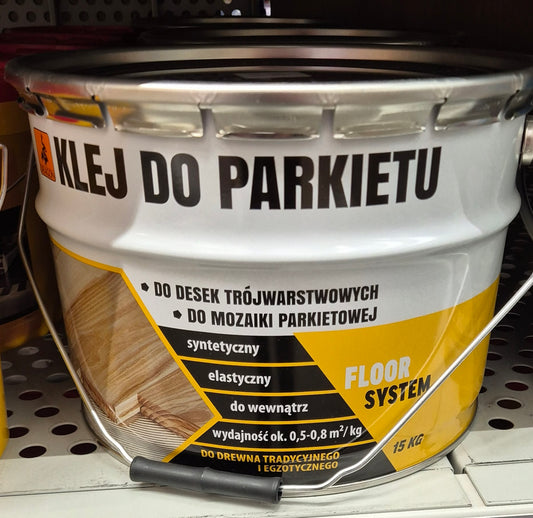 KLEJ DO PARKIETU
• DO DESEK TRÓJWARSTWOWYCH
• DO MOZAIKI PARKIETOWEJ
syntetyczny
elastyczny
do wewnątrz
wydajność ok. 0,5-0,8 m²/kg
DO DREWNA TRADYCYJNEGO
I EGZOTYCZNEGO
FLOOR
SYSTEM
15 KG